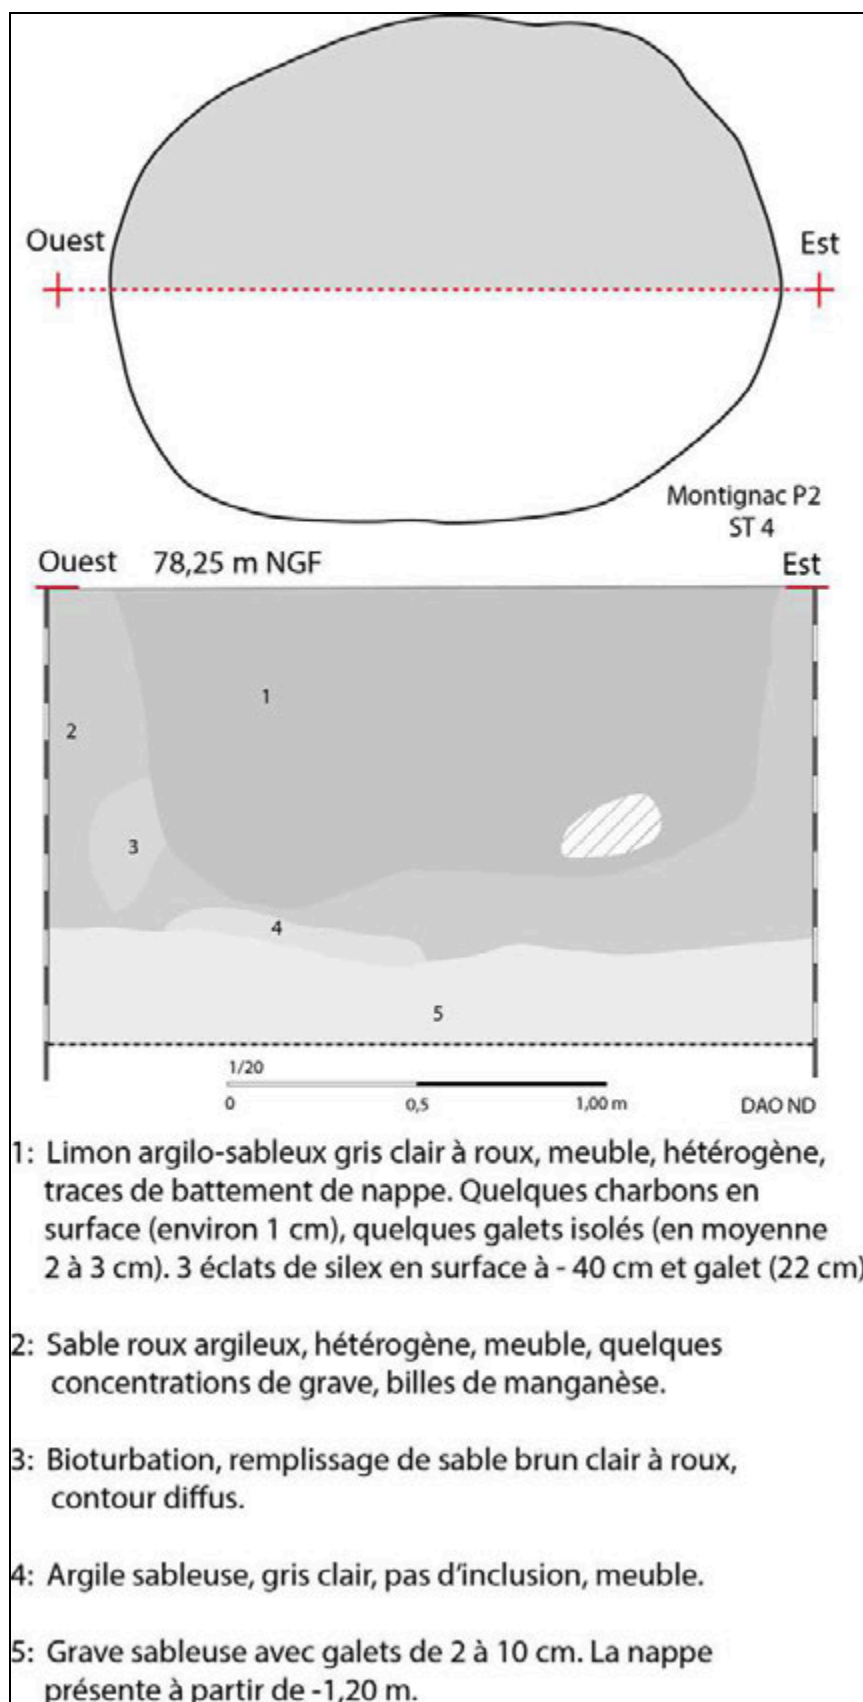 Ouest
Est
Montignac P2
ST 4
Ouest 78,25 m NGF Est
1
2
3
4
5
1/20
0 0,5 1,00 m DAO ND
1: Limon argilo-sableux gris clair à roux, meuble, hétérogène,
traces de battement de nappe. Quelques charbons en
surface (environ 1 cm), quelques galets isolés (en moyenne
2 à 3 cm). 3 éclats de silex en surface à - 40 cm et galet (22 cm)
2: Sable roux argileux, hétérogène, meuble, quelques
concentrations de grave, billes de manganèse.
3: Bioturbation, remplissage de sable brun clair à roux,
contour diffus.
4: Argile sableuse, gris clair, pas d'inclusion, meuble.
5: Grave sableuse avec galets de 2 à 10 cm. La nappe
présente à partir de -1,20 m.